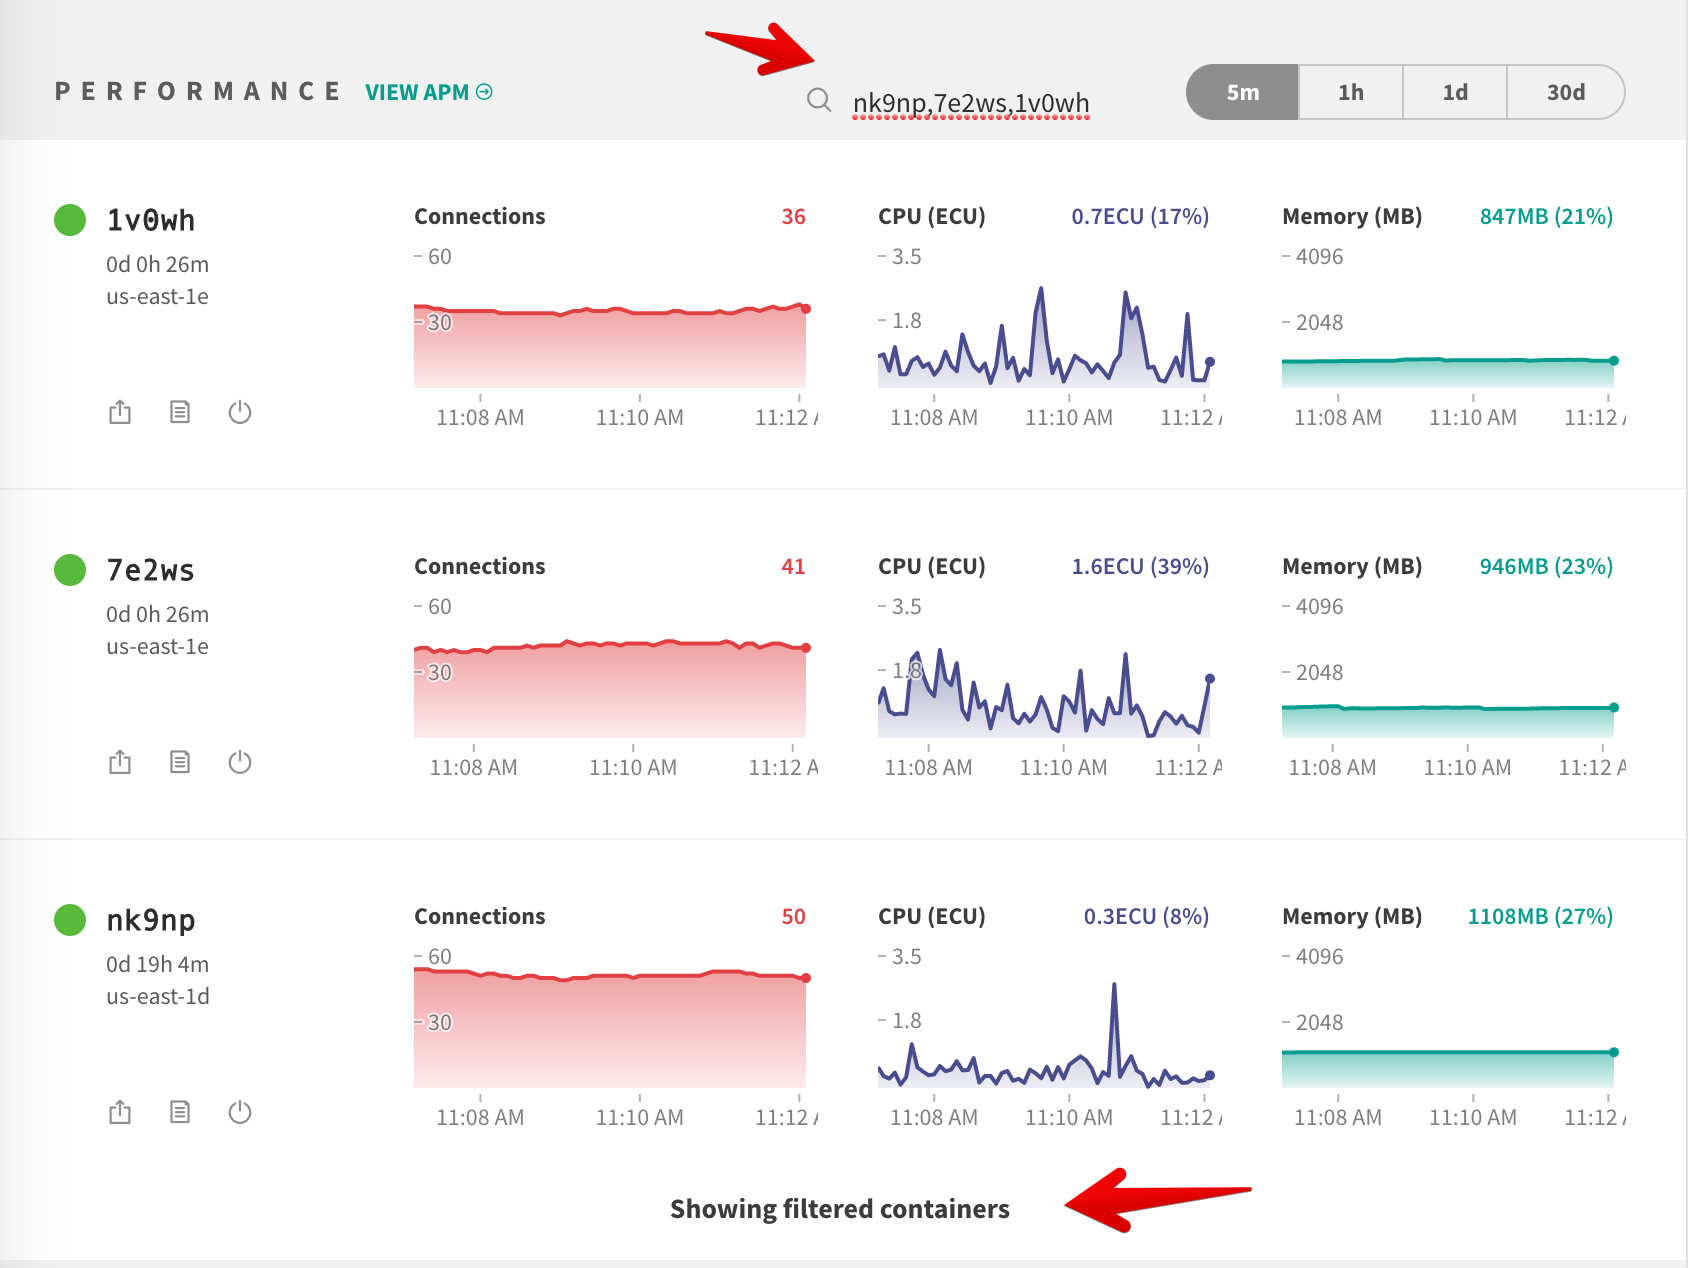 PERFORMANCE VIEW APM nk9np,7e2ws,1v0wh 5m 1h 1d 30d
1v0wh
0d 0h 26m
us-east-1e
Connections 36
60
30
11:08 AM 11:10 AM 11:12 A
CPU (ECU) 0.7ECU (17%)
3.5
1.8
11:08 AM 11:10 AM 11:12
Memory (MB) 847MB (21%)
4096
2048
11:08 AM 11:10 AM 11:12
7e2ws
0d 0h 26m
us-east-1e
Connections 41
60
30
11:08 AM 11:10 AM 11:12 A
CPU (ECU) 1.6ECU (39%)
3.5
1.8
11:08 AM 11:10 AM 11:12 A
Memory (MB) 946MB (23%)
4096
2048
11:08 AM 11:10 AM 11:12 A
nk9np
0d 19h 4m
us-east-1d
Connections 50
60
30
11:08 AM 11:10 AM 11:12 A
CPU (ECU) 0.3ECU (8%)
3.5
1.8
11:08 AM 11:10 AM 11:12
Memory (MB) 1108MB (27%)
4096
2048
11:08 AM 11:10 AM 11:12
Showing filtered containers